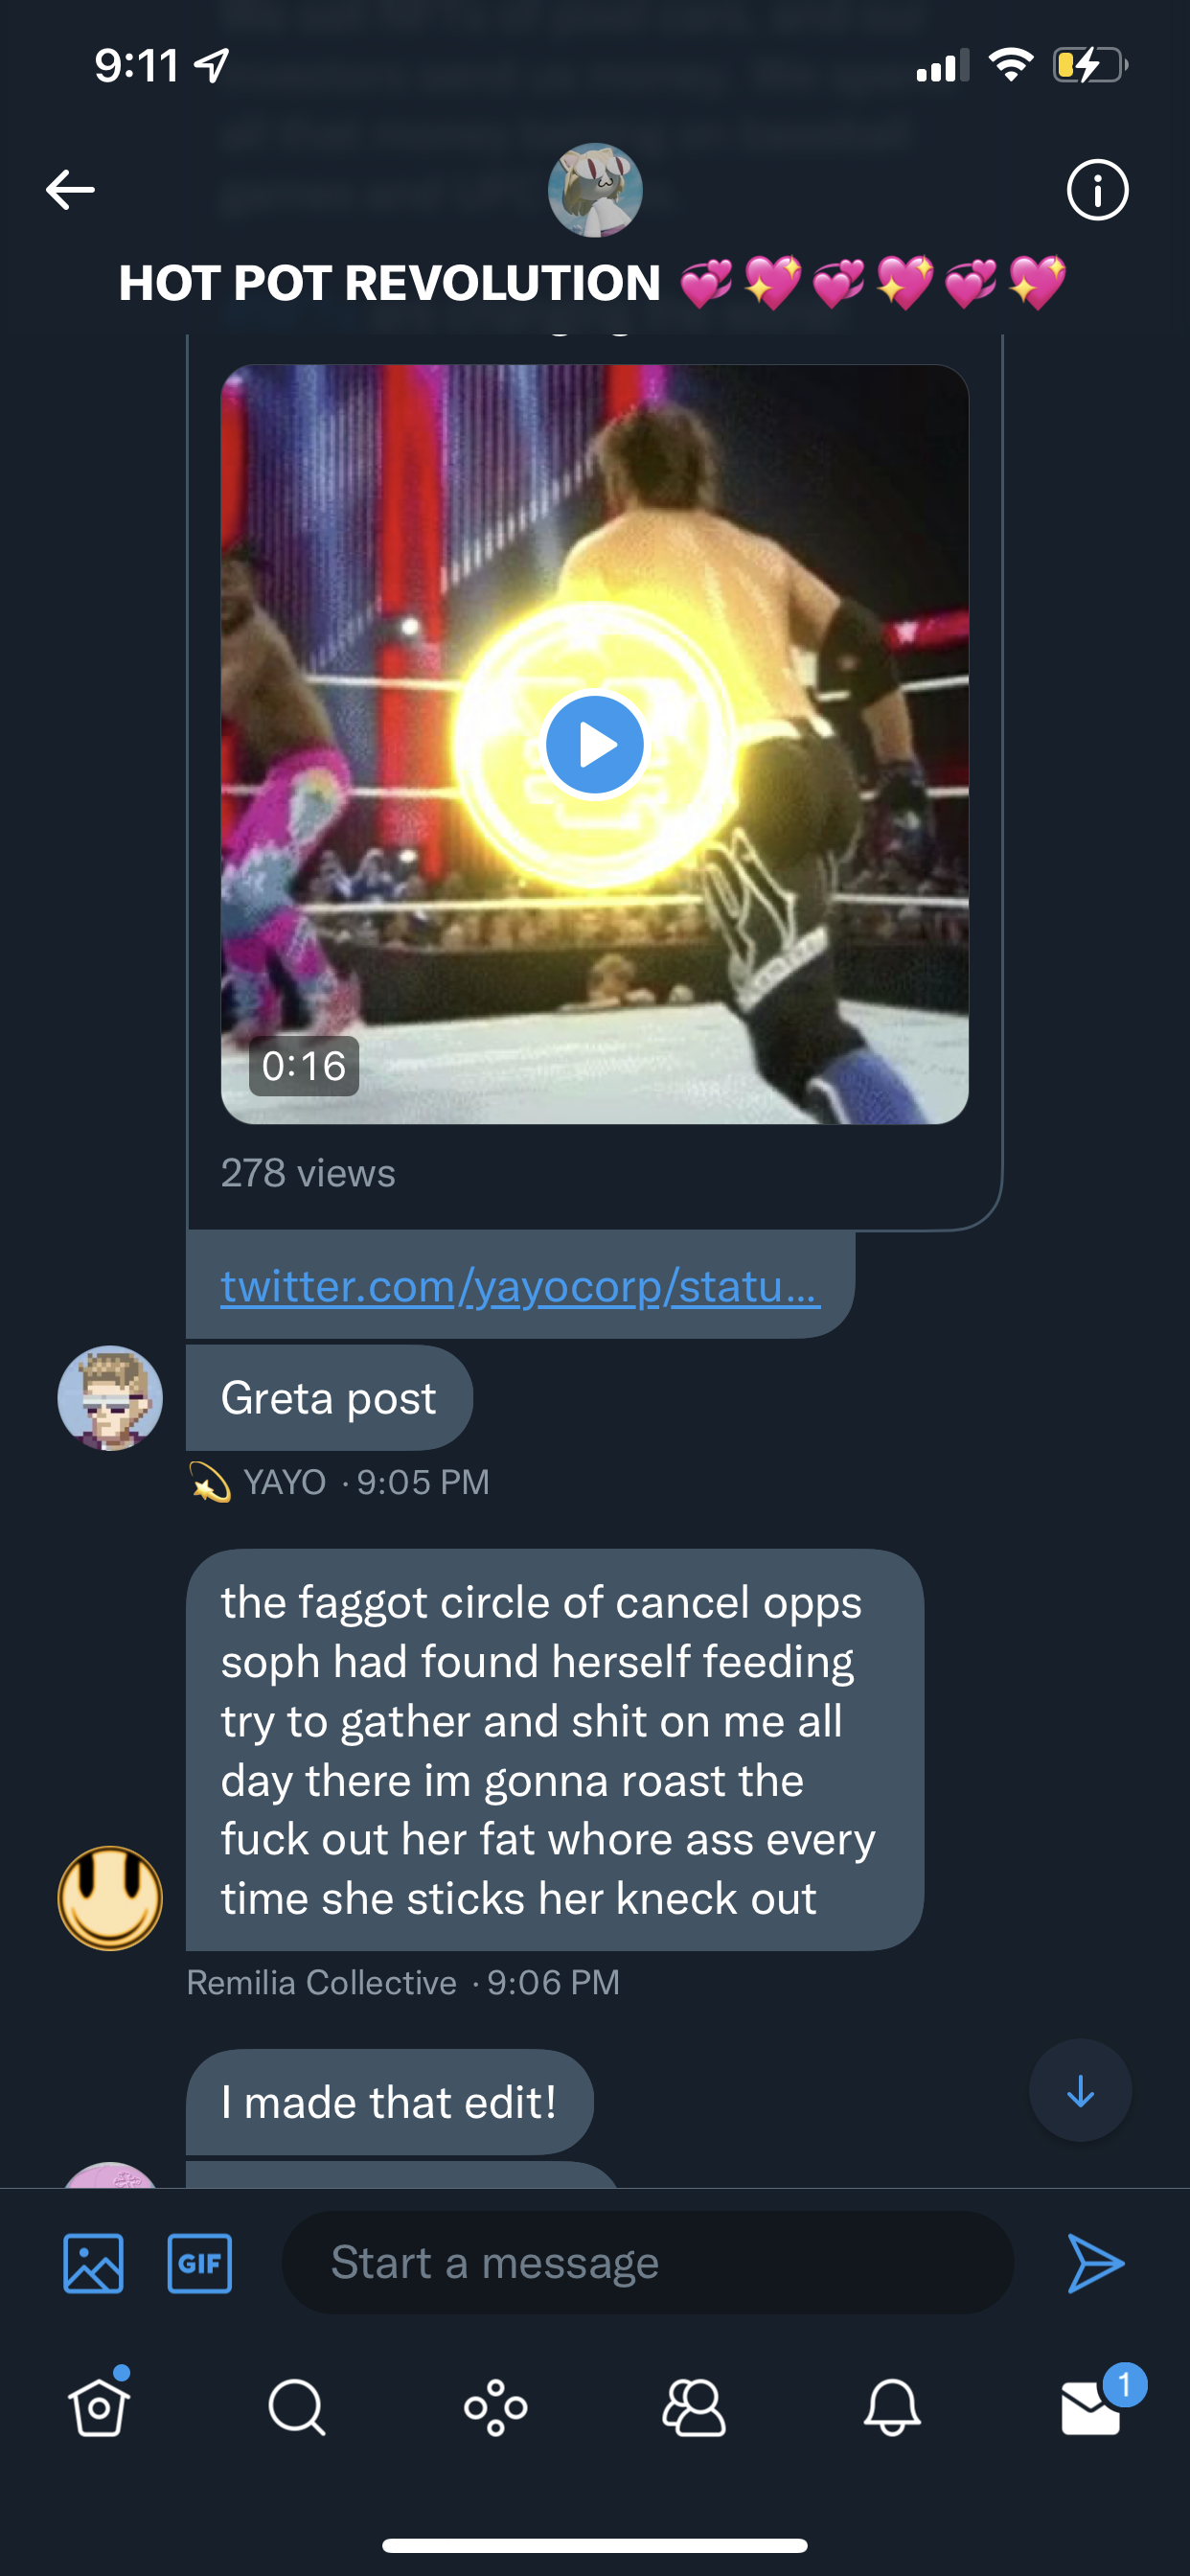 9:11
HOT POT REVOLUTION 💞💖💞💖💞💖
0:16
278 views
twitter.com/yayocorp/statu...
Greta post
💫 YAYO · 9:05 PM
the faggot circle of cancel opps
soph had found herself feeding
try to gather and shit on me all
day there im gonna roast the
fuck out her fat whore ass every
time she sticks her kneck out
Remilia Collective · 9:06 PM
I made that edit!
GIF
Start a message
1